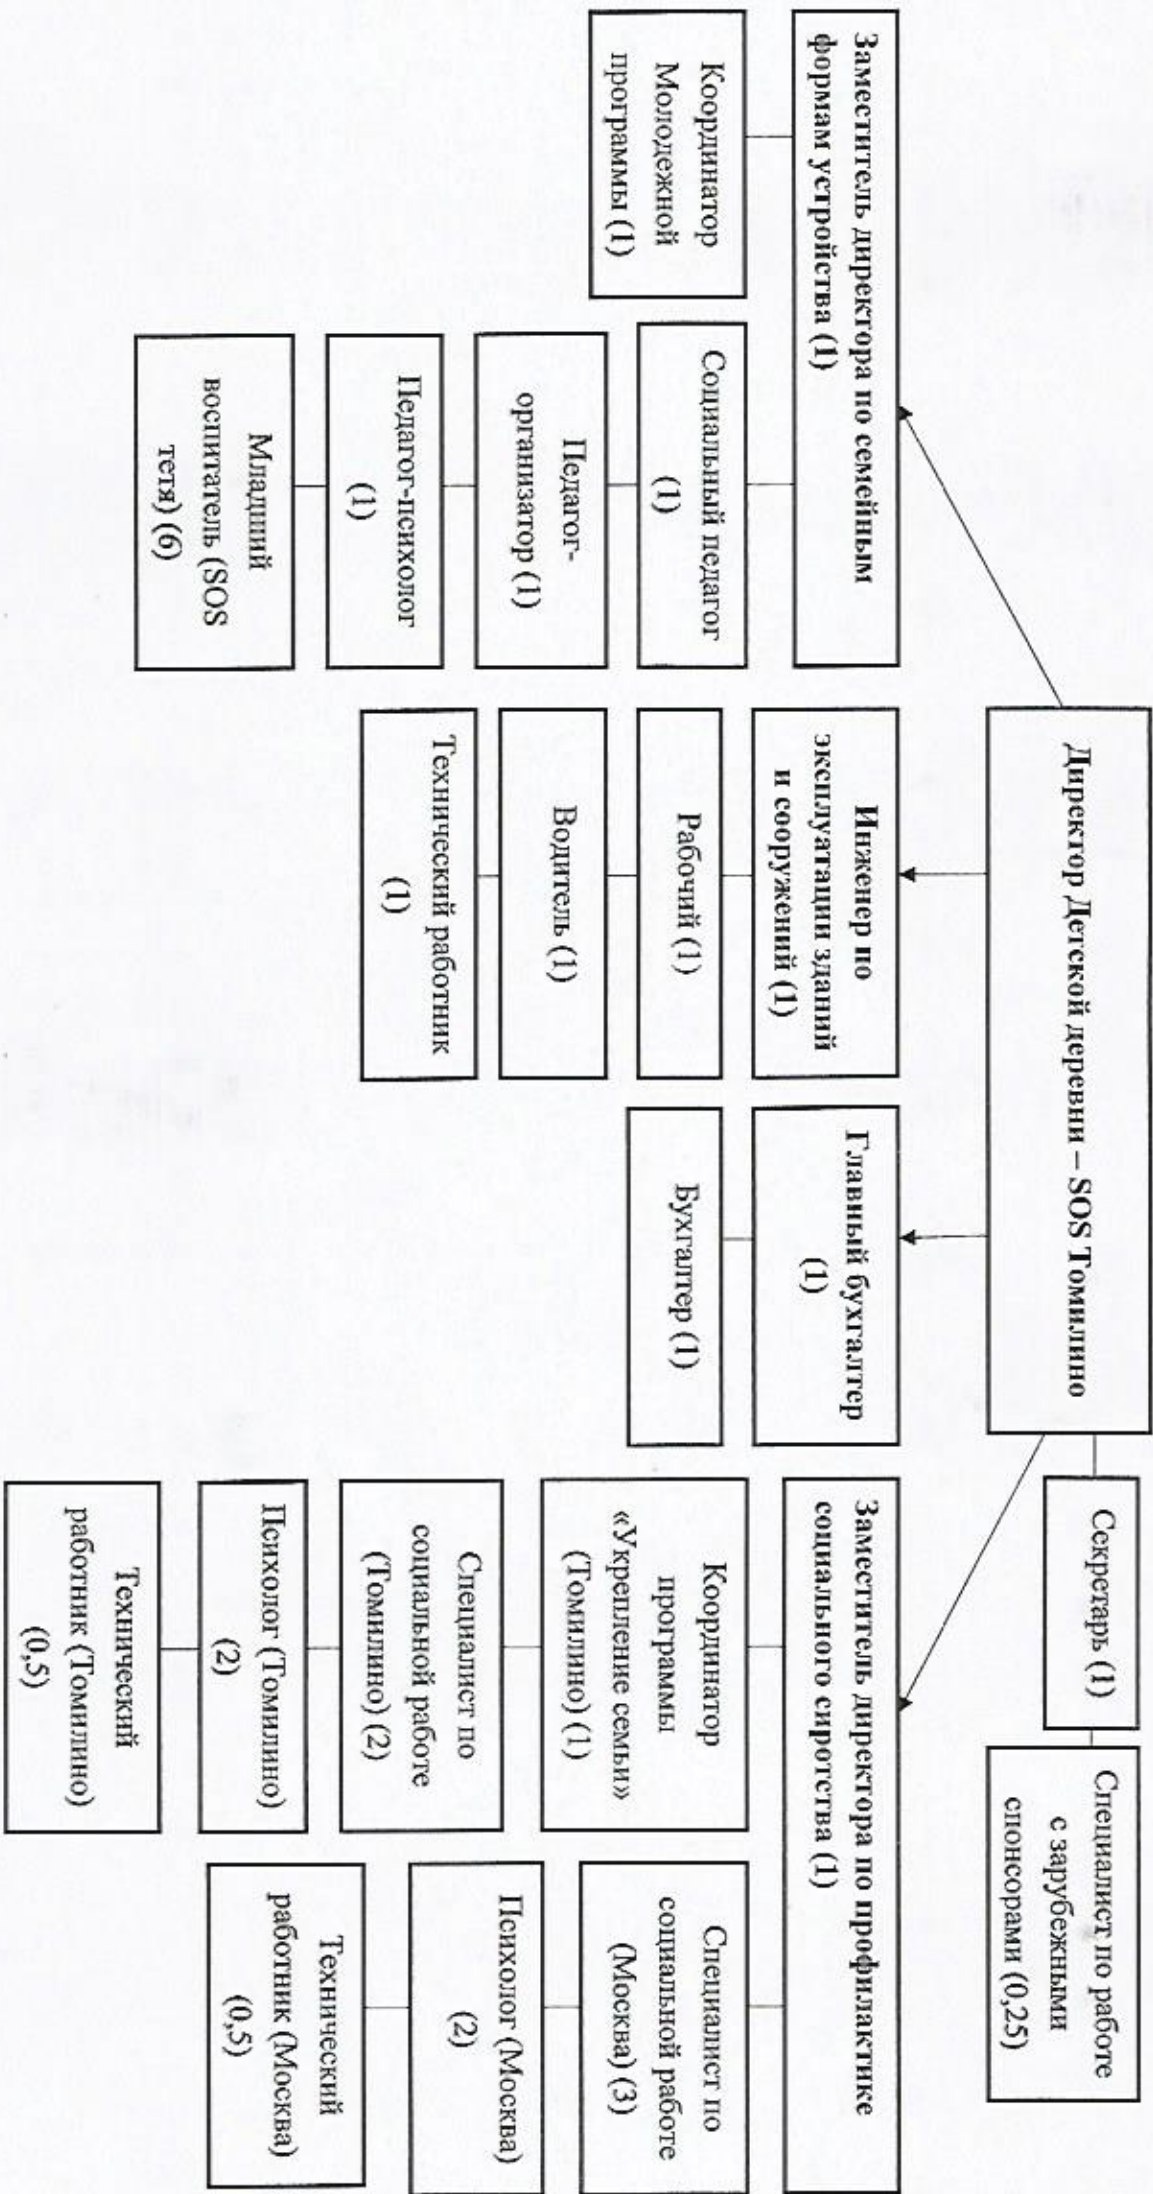 Директор Детской деревни – SOS Томилино
Секретарь (1)
Специалист по работе
с зарубежными
спонсорами (0,25)
Заместитель директора по семейным
формам устройства (1)
Координатор
Молодежной
программы (1)
Социальный педагог
(1)
Педагог-
организатор (1)
Педагог-психолог
(1)
Младший
воспитатель (SOS
тетя) (6)
Инженер по
эксплуатации зданий
и сооружений (1)
Рабочий (1)
Водитель (1)
Технический работник
(1)
Главный бухгалтер
(1)
Бухгалтер (1)
Заместитель директора по профилактике
социального сиротства (1)
Координатор
программы
«Укрепление семьи»
(Томилино) (1)
Специалист по
социальной работе
(Томилино) (2)
Психолог (Томилино)
(2)
Технический
работник (Томилино)
(0,5)
Специалист по
социальной работе
(Москва) (3)
Психолог (Москва)
(2)
Технический
работник (Москва)
(0,5)